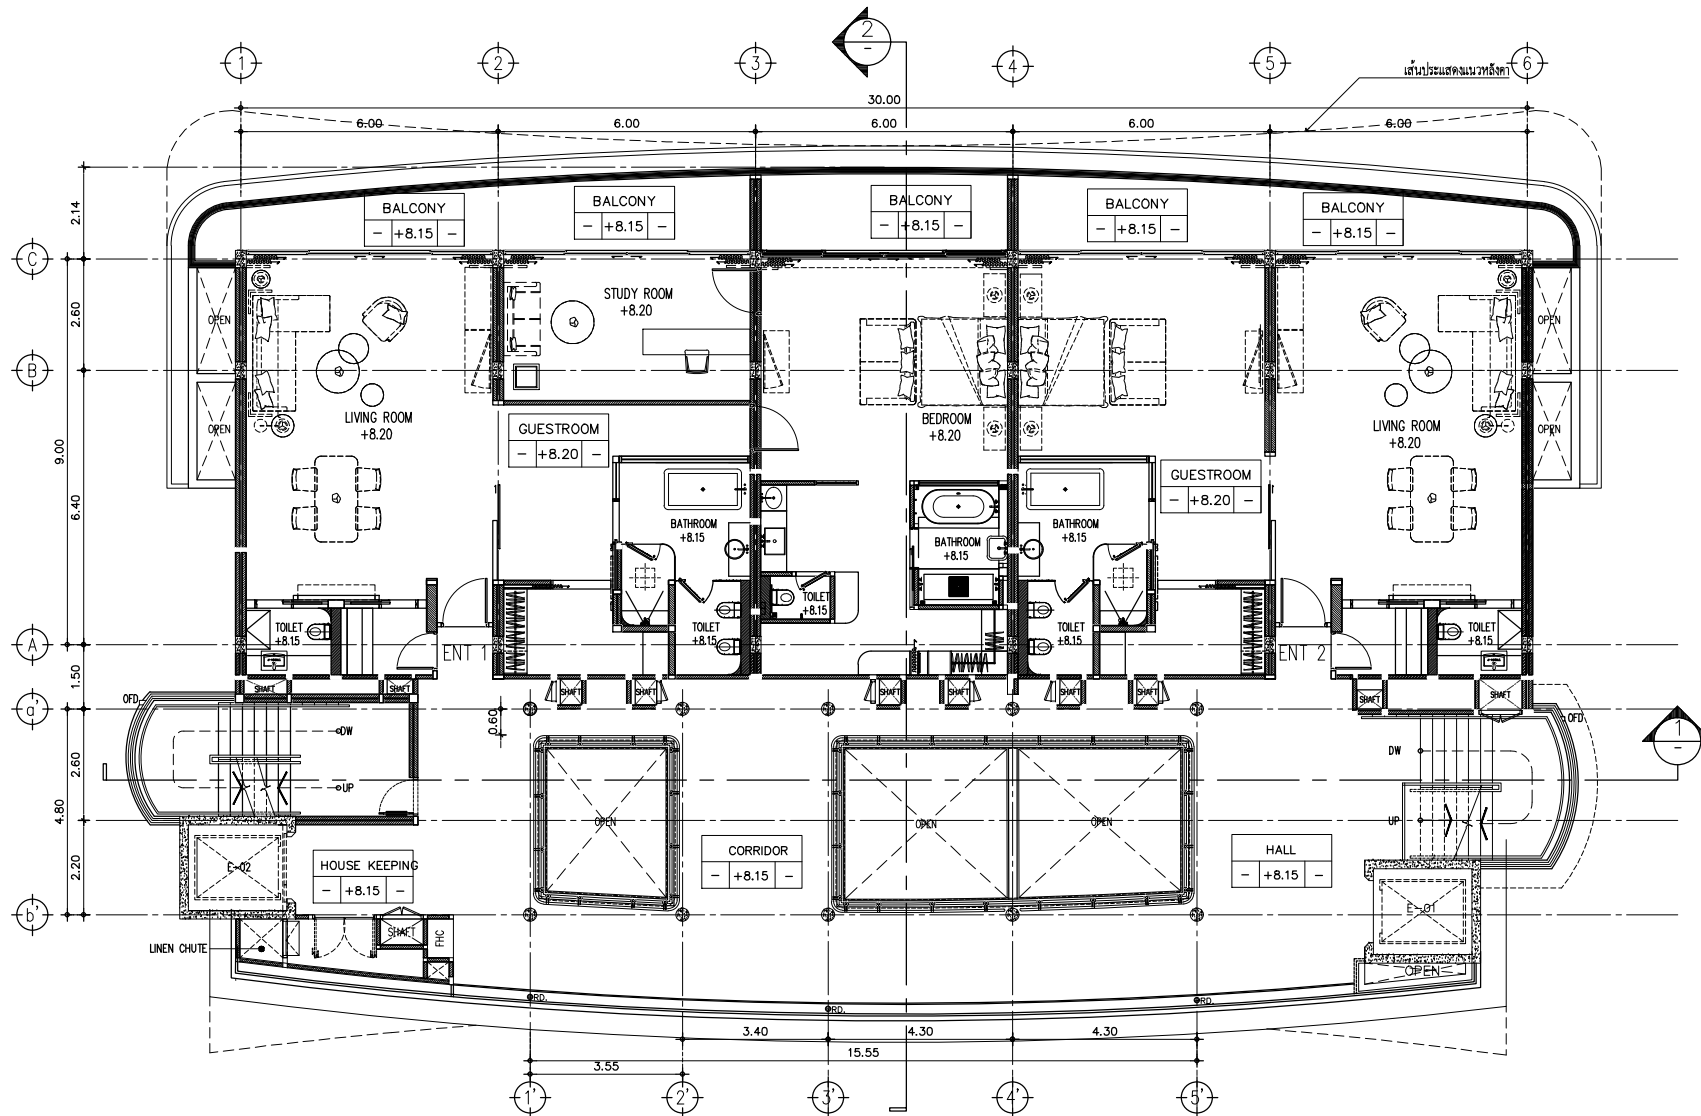 2
-
1
2
3
4
5
6
เส้นประแสดงแนวหลังคา
30.00
6.00
6.00
6.00
6.00
6.00
2.14
BALCONY
- +8.15 -
BALCONY
- +8.15 -
BALCONY
- +8.15 -
BALCONY
- +8.15 -
BALCONY
- +8.15 -
C
2.60
STUDY ROOM
+8.20
OPEN
OPEN
B
LIVING ROOM
+8.20
BEDROOM
+8.20
LIVING ROOM
+8.20
OPEN
OPEN
GUESTROOM
- +8.20 -
GUESTROOM
- +8.20 -
9.00
6.40
BATHROOM
+8.15
BATHROOM
+8.15
BATHROOM
+8.15
TOILET
+8.15
TOILET
+8.15
TOILET
+8.15
TOILET
+8.15
TOILET
+8.15
A
ENT 1
ENT 2
1.50
SHAFT
SHAFT
SHAFT
SHAFT
SHAFT
SHAFT
SHAFT
SHAFT
SHAFT
SHAFT
OFD
OFD
a'
0.60
DW
DW
1
-
2.60
UP
UP
4.80
OPEN
OPEN
OPEN
2.20
E-02
HOUSE KEEPING
- +8.15 -
CORRIDOR
- +8.15 -
HALL
- +8.15 -
E-01
b'
SHAFT
FHC
LINEN CHUTE
OPEN
RD.
RD.
RD.
3.40
4.30
4.30
15.55
3.55
1'
2'
3'
4'
5'